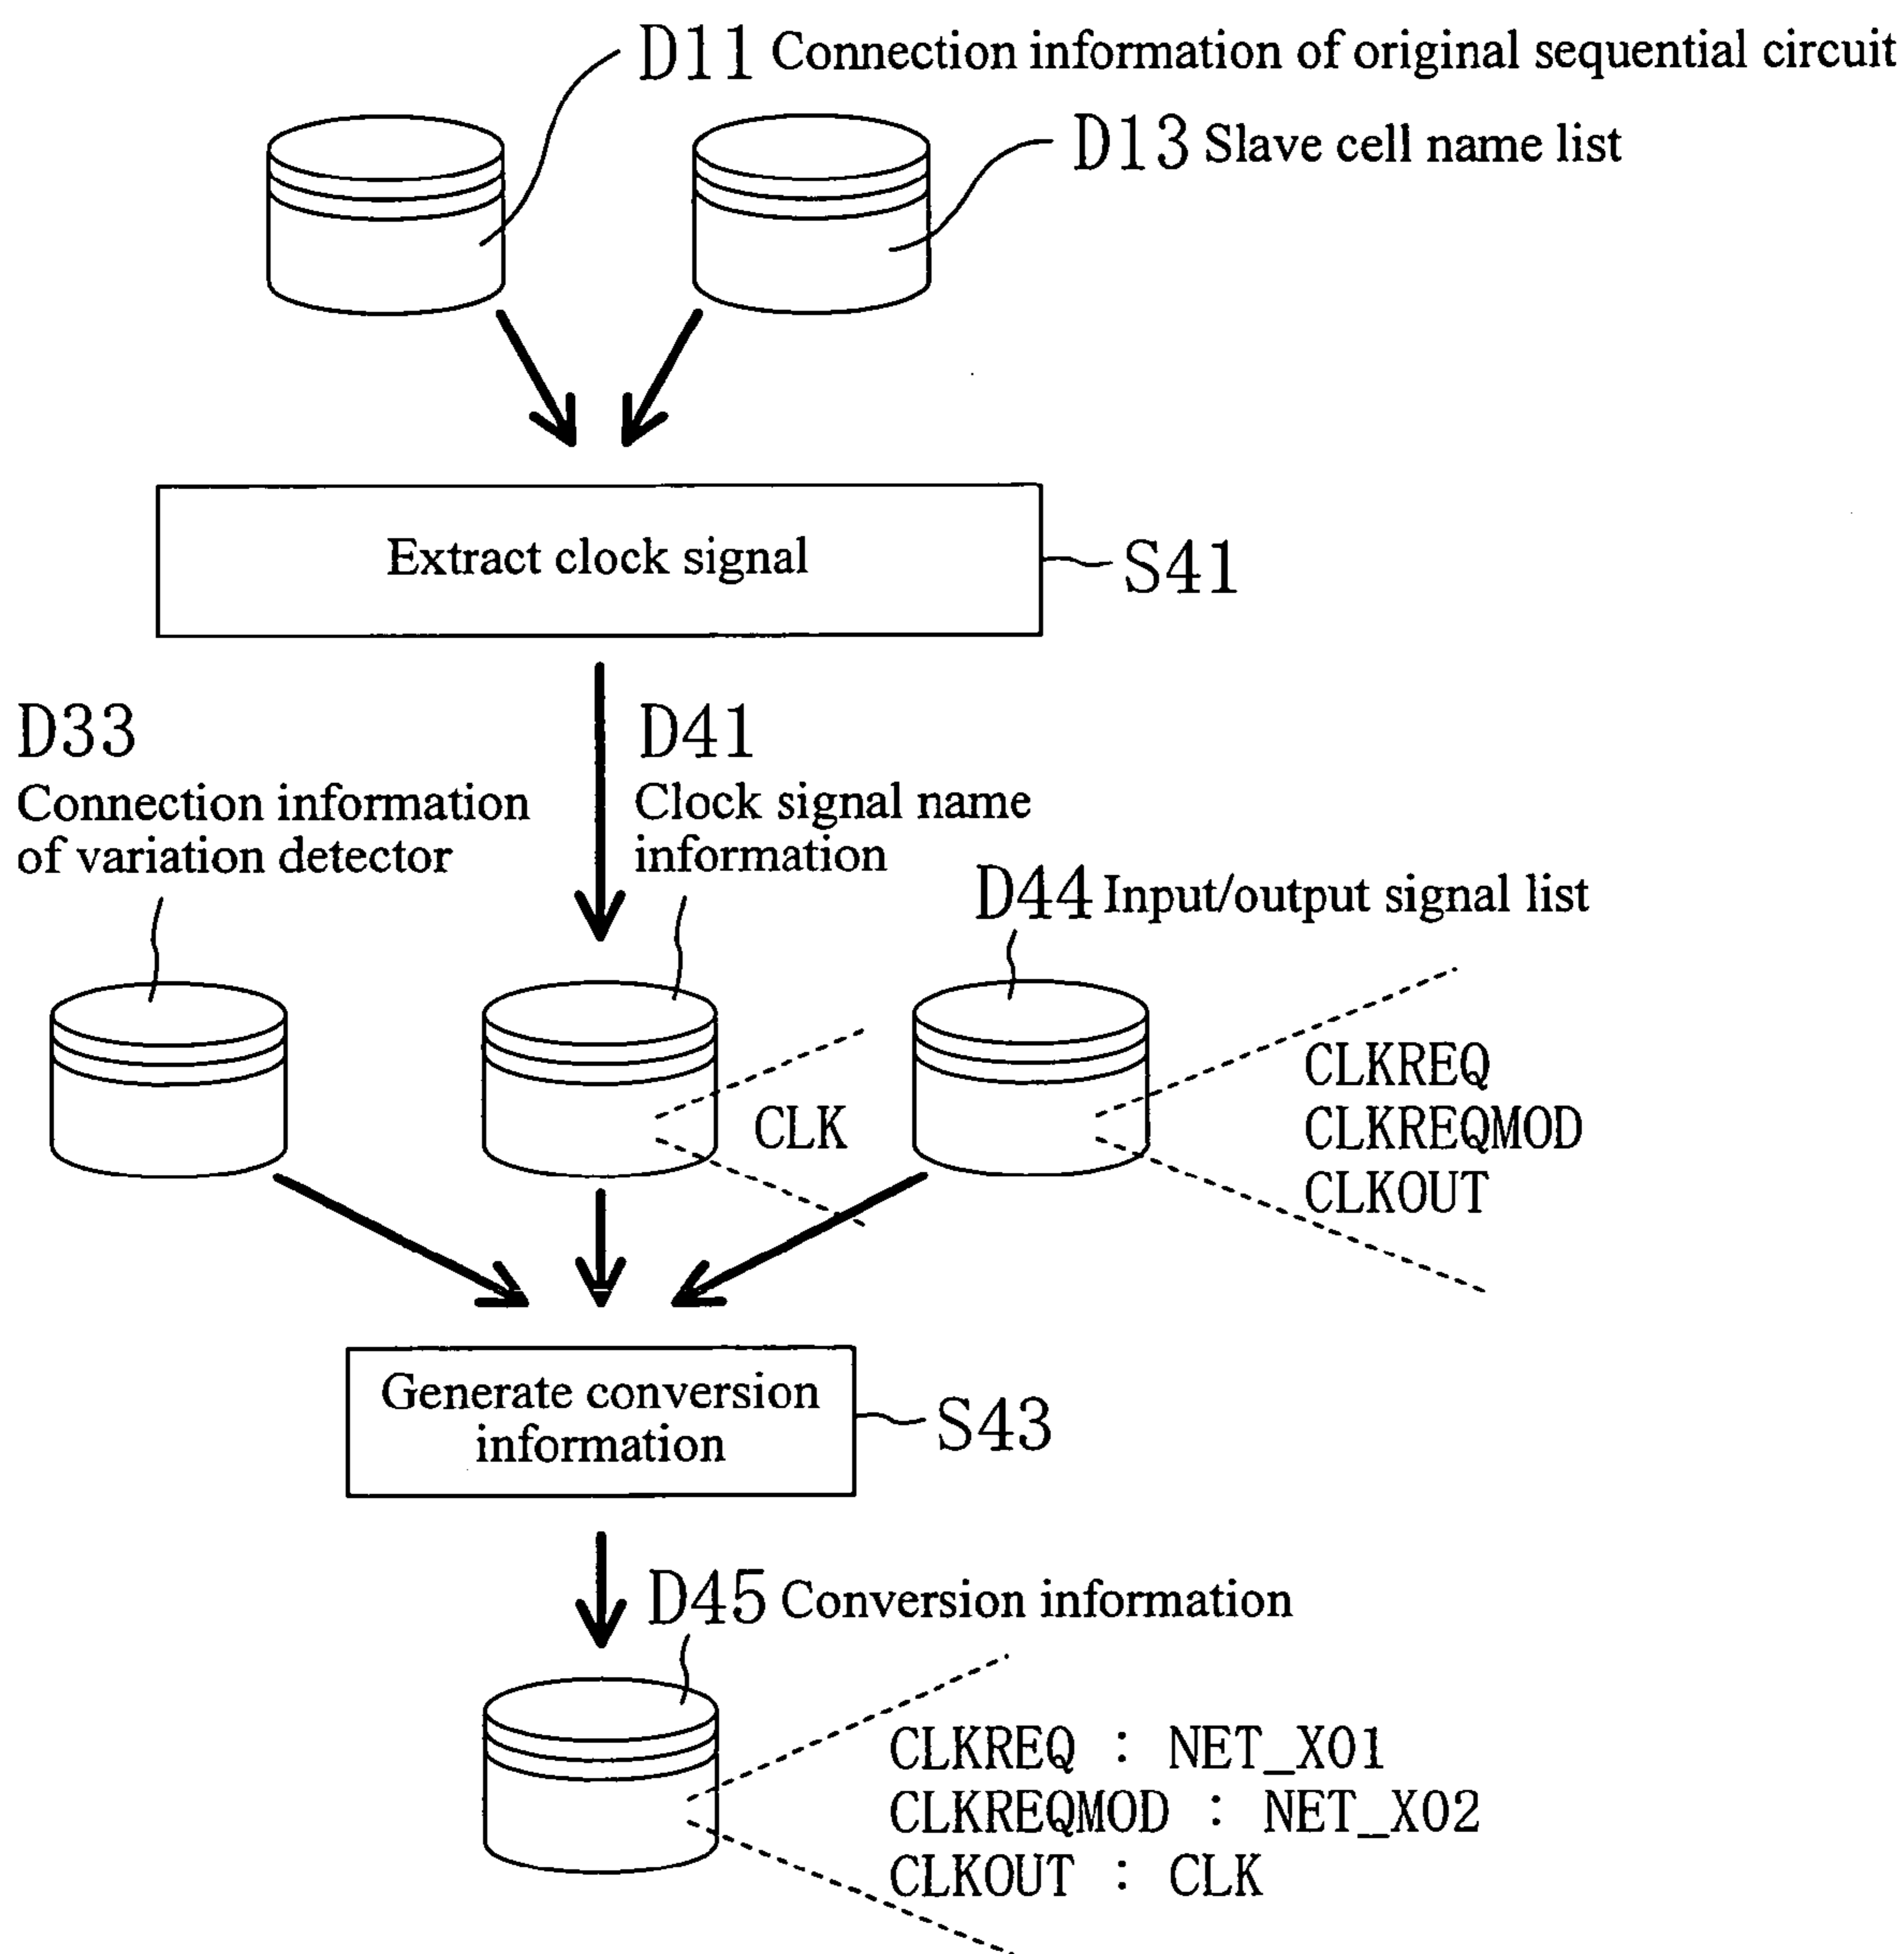 D11 Connection information of original sequential circuit
D13 Slave cell name list
Extract clock signal
S41
D33
Connection information
of variation detector
D41
Clock signal name
information
D44 Input/output signal list
CLK
CLKREQ
CLKREQMOD
CLKOUT
Generate conversion
information
S43
D45 Conversion information
CLKREQ : NET_X01
CLKREQMOD : NET_X02
CLKOUT : CLK